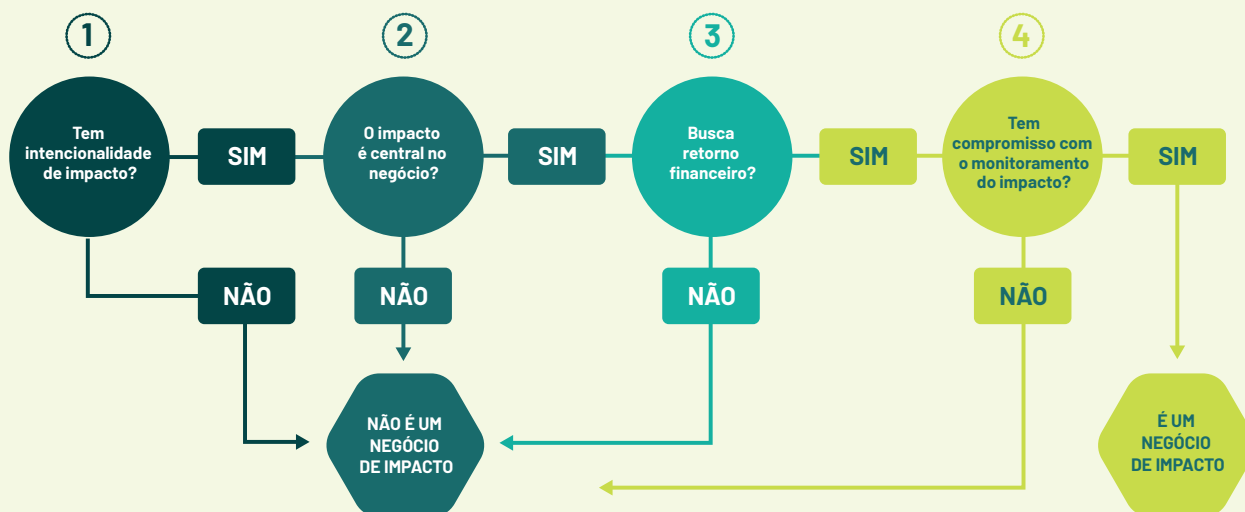 1
2
3
4
Tem
intencionalidade
de impacto?
SIM
O impacto
é central no
negócio?
SIM
Busca
retorno
financeiro?
SIM
Tem
compromisso com
o monitoramento
do impacto?
SIM
NÃO
NÃO
NÃO
NÃO
NÃO É UM
NEGÓCIO
DE IMPACTO
É UM
NEGÓCIO
DE IMPACTO